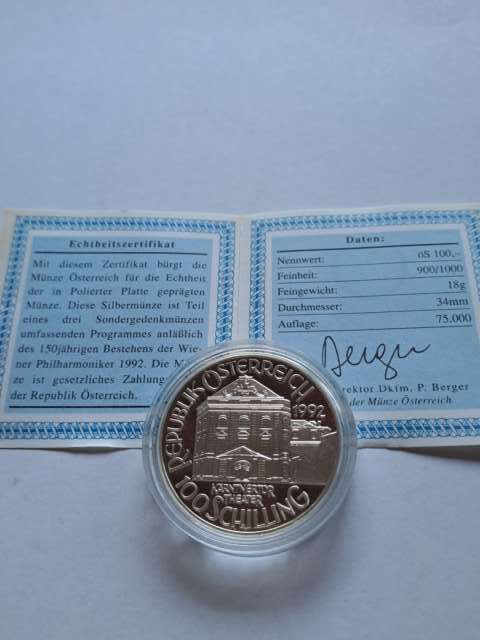 Echtheitszertifikat
Mit diesem Zertifikat bürgt die
Münze Österreich für die Echtheit
der in Polierter Platte geprägten
Münze. Diese Silbermünze ist Teil
eines drei Sondergedenkmünzen
umfassenden Programmes anläßlich
des 150jährigen Bestehens der Wie-
ner Philharmoniker 1992. Die M
ze ist gesetzliches Zahlung
der Republik Österreich.
Daten:
Nennwert: öS 100,-
Feinheit: 900/1000
Feingewicht: 18g
Durchmesser: 34mm
Auflage: 75.000
Berger
rektor Dkfm. P. Berger
der Münze Österreich
REPUBLIK ÖSTERREICH
1992
KÄRNTNERTOR
THEATER
100 SCHILLING